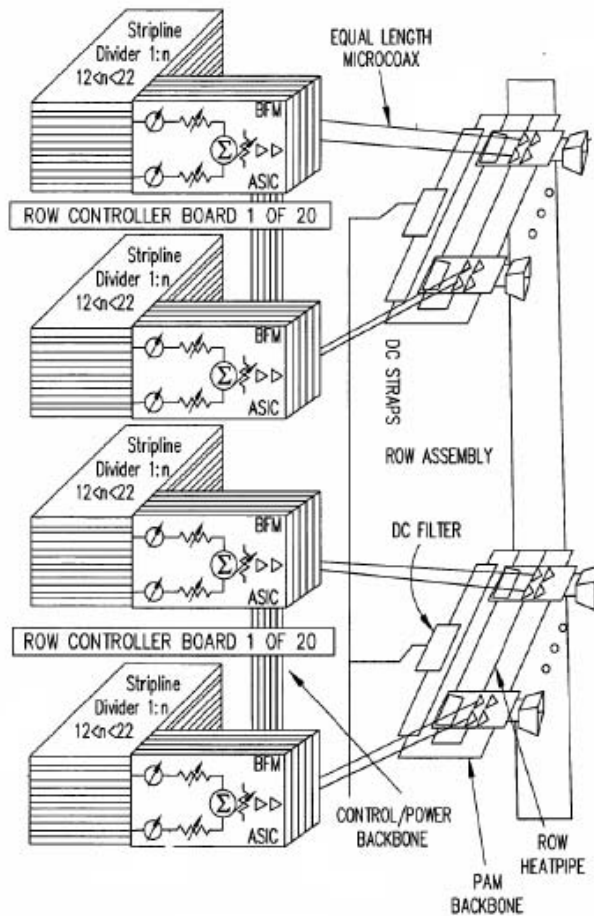 Stripline
Divider 1:n
12<n<22
BFM
Σ
ASIC
EQUAL LENGTH
MICROCOAX
ROW CONTROLLER BOARD 1 OF 20
Stripline
Divider 1:n
12<n<22
BFM
Σ
ASIC
DC STRAPS
ROW ASSEMBLY
Stripline
Divider 1:n
12<n<22
BFM
Σ
ASIC
DC FILTER
ROW CONTROLLER BOARD 1 OF 20
Stripline
Divider 1:n
12<n<22
BFM
Σ
ASIC
CONTROL/POWER
BACKBONE
ROW
HEATPIPE
PAM
BACKBONE